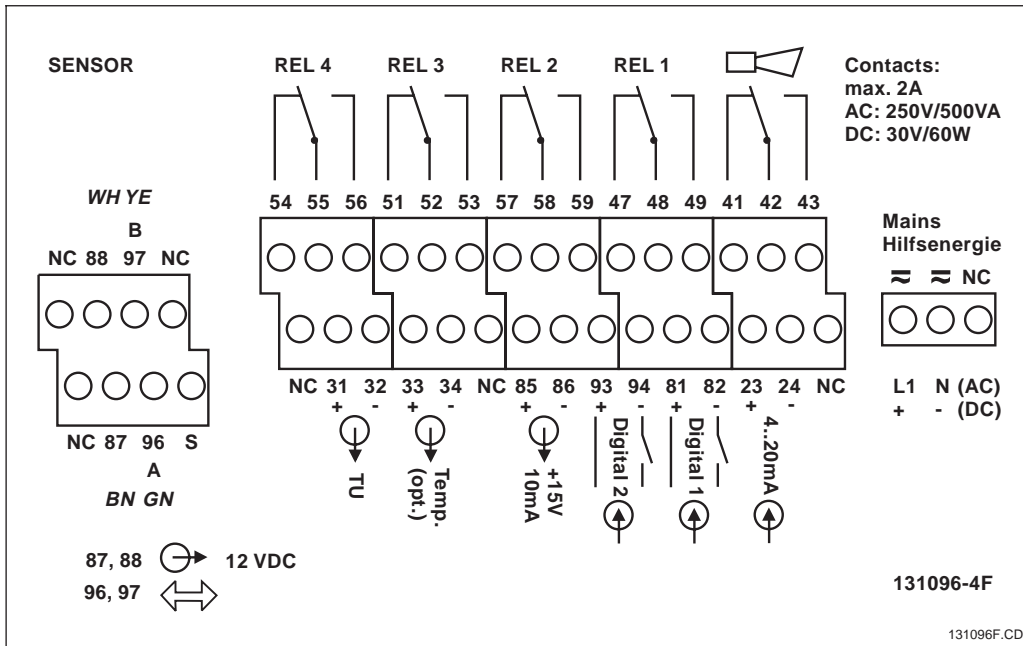 SENSOR
REL 4 REL 3 REL 2 REL 1
Contacts:
max. 2A
AC: 250V/500VA
DC: 30V/60W
WH YE
B
NC 88 97 NC
54 55 56 51 52 53 57 58 59 47 48 49 41 42 43
Mains
Hilfsenergie
≂ ≂ NC
NC 31 32 33 34 NC 85 86 93 94 81 82 23 24 NC
+ - + - + - + - + - + -
L1 N (AC)
+ - (DC)
NC 87 96 S
A
BN GN
TU
Temp.
(opt.)
+15V
10mA
Digital 2
Digital 1
4..20mA
87, 88 12 VDC
96, 97
131096-4F
131096F.CD